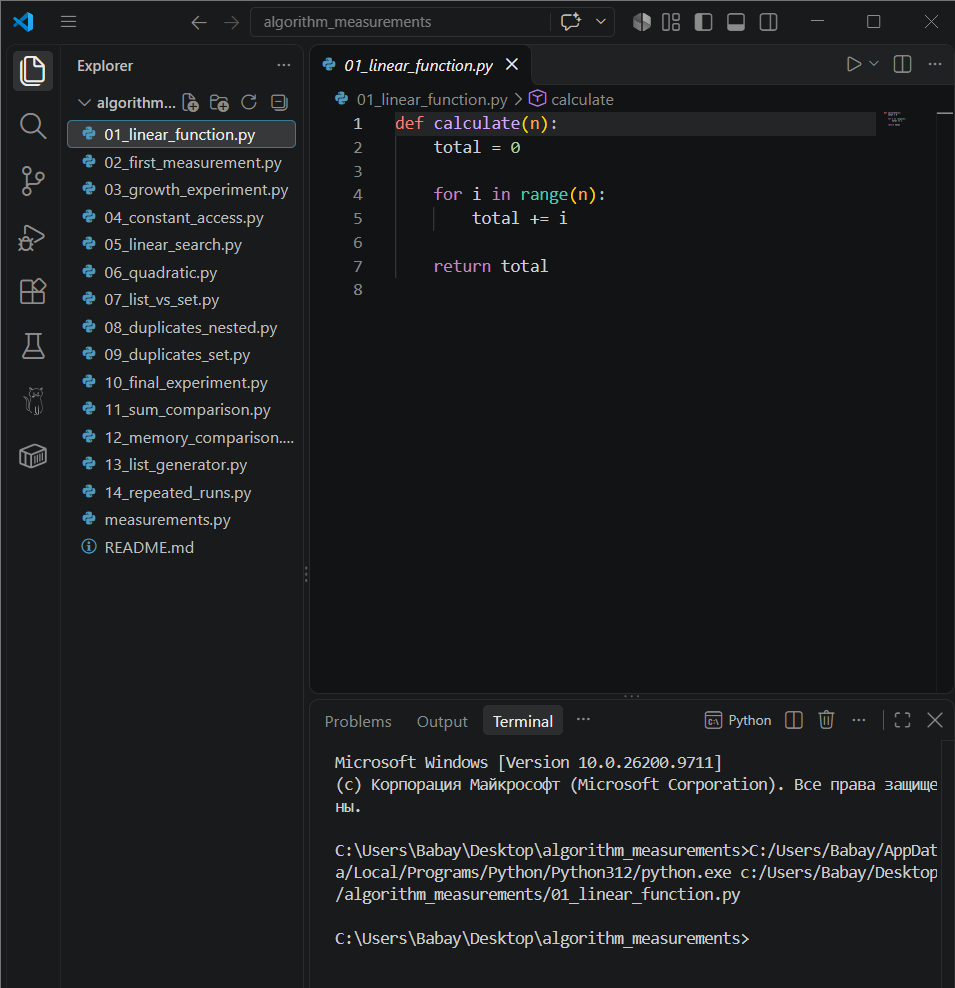 algorithm_measurements
Explorer
algorithm...
01_linear_function.py
02_first_measurement.py
03_growth_experiment.py
04_constant_access.py
05_linear_search.py
06_quadratic.py
07_list_vs_set.py
08_duplicates_nested.py
09_duplicates_set.py
10_final_experiment.py
11_sum_comparison.py
12_memory_comparison....
13_list_generator.py
14_repeated_runs.py
measurements.py
README.md
01_linear_function.py
01_linear_function.py > calculate
1 def calculate(n):
2     total = 0
3
4     for i in range(n):
5         total += i
6
7     return total
8
Problems Output Terminal ... Python
Microsoft Windows [Version 10.0.26200.9711]
(c) Корпорация Майкрософт (Microsoft Corporation). Все права защище
ны.
C:\Users\Babay\Desktop\algorithm_measurements>C:/Users/Babay/AppDat
a/Local/Programs/Python/Python312/python.exe c:/Users/Babay/Desktop
/algorithm_measurements/01_linear_function.py
C:\Users\Babay\Desktop\algorithm_measurements>